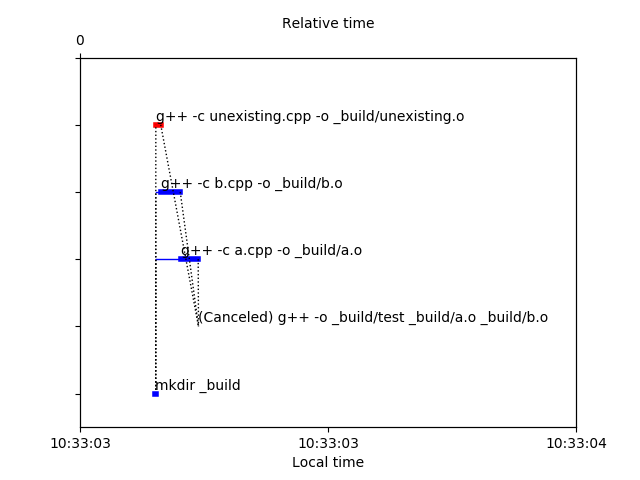 Relative time
0
g++ -c unexisting.cpp -o _build/unexisting.o
g++ -c b.cpp -o _build/b.o
g++ -c a.cpp -o _build/a.o
(Canceled) g++ -o _build/test _build/a.o _build/b.o
mkdir _build
10:33:03 10:33:03 10:33:04
Local time